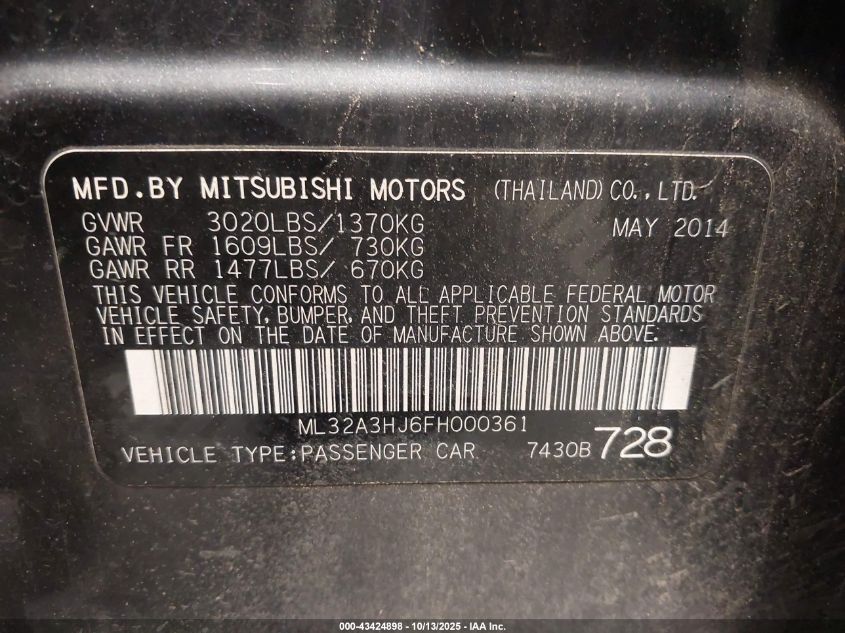 MFD.BY MITSUBISHI MOTORS (THAILAND) CO.,LTD.
GVWR 3020LBS/1370KG MAY 2014
GAWR FR 1609LBS/ 730KG
GAWR RR 1477LBS/ 670KG
THIS VEHICLE CONFORMS TO ALL APPLICABLE FEDERAL MOTOR
VEHICLE SAFETY, BUMPER, AND THEFT PREVENTION STANDARDS
IN EFFECT ON THE DATE OF MANUFACTURE SHOWN ABOVE.
ML32A3HJ6FH000361
VEHICLE TYPE:PASSENGER CAR 7430B 728
000-43424898 - 10/13/2025 - IAA Inc.